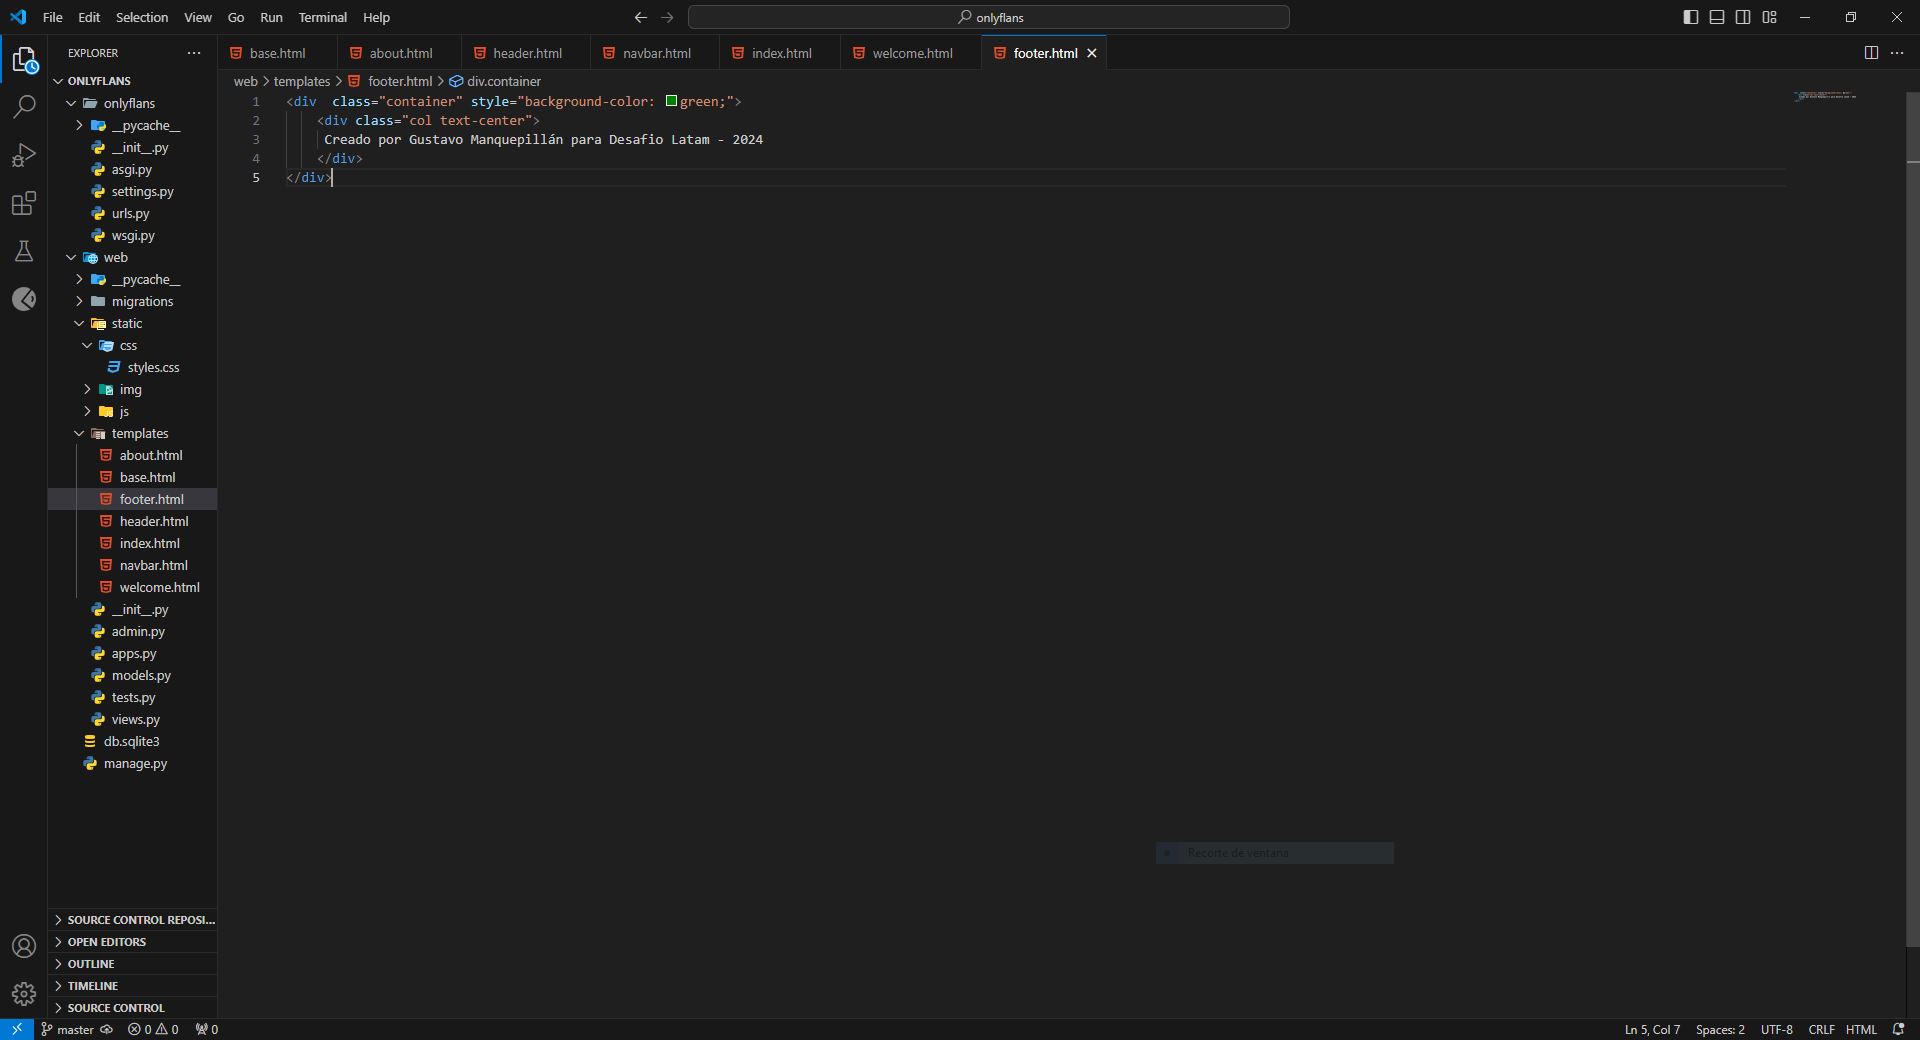 File Edit Selection View Go Run Terminal Help
onlyflans
EXPLORER
base.html about.html header.html navbar.html index.html welcome.html footer.html
web > templates > footer.html > div.container
ONLYFLANS
onlyflans
__pycache__
__init__.py
asgi.py
settings.py
urls.py
wsgi.py
web
__pycache__
migrations
static
css
styles.css
img
js
templates
about.html
base.html
footer.html
header.html
index.html
navbar.html
welcome.html
__init__.py
admin.py
apps.py
models.py
tests.py
views.py
db.sqlite3
manage.py
SOURCE CONTROL REPOSI...
OPEN EDITORS
OUTLINE
TIMELINE
SOURCE CONTROL
1 <div  class="container" style="background-color: green;">
2 <div class="col text-center">
3 Creado por Gustavo Manquepillán para Desafio Latam - 2024
4 </div>
5 </div>
Recorte de ventana
master 0 0 0
Ln 5, Col 7 Spaces: 2 UTF-8 CRLF HTML